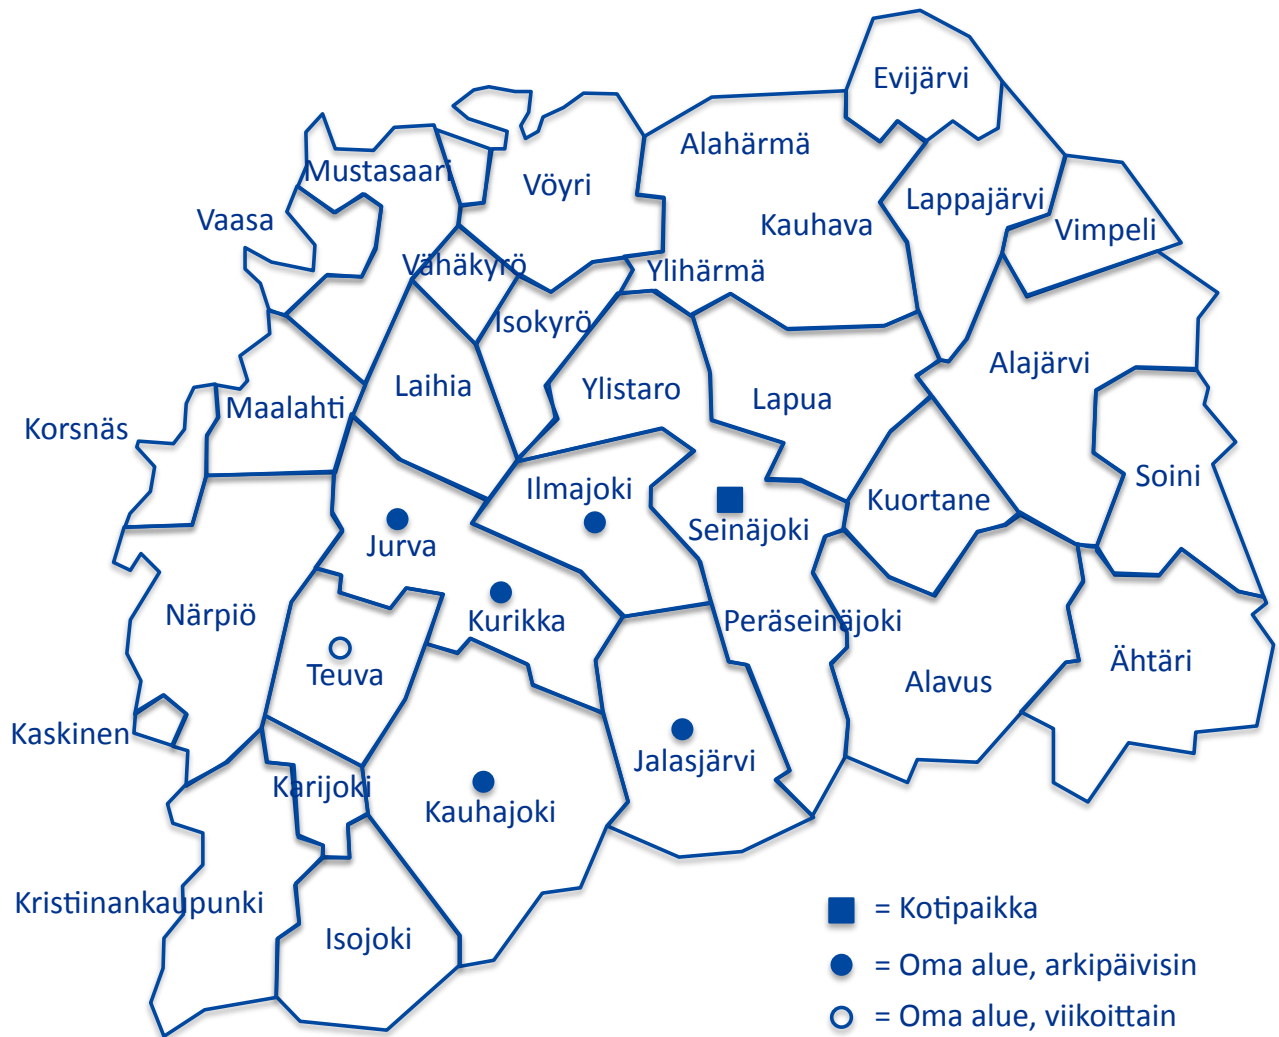 Evijärvi
Alahärmä
Mustasaari
Vöyri
Lappajärvi
Vaasa
Kauhava
Vimpeli
Vähäkyrö
Ylihärmä
Isokyrö
Alajärvi
Laihia
Ylistaro
Lapua
Maalahti
Korsnäs
Soini
Ilmajoki
Kuortane
Seinäjoki
Jurva
Närpiö
Kurikka
Peräseinäjoki
Ähtäri
Teuva
Alavus
Kaskinen
Jalasjärvi
Karijoki
Kauhajoki
Kristiinankaupunki
Isojoki
= Kotipaikka
= Oma alue, arkipäivisin
= Oma alue, viikoittain